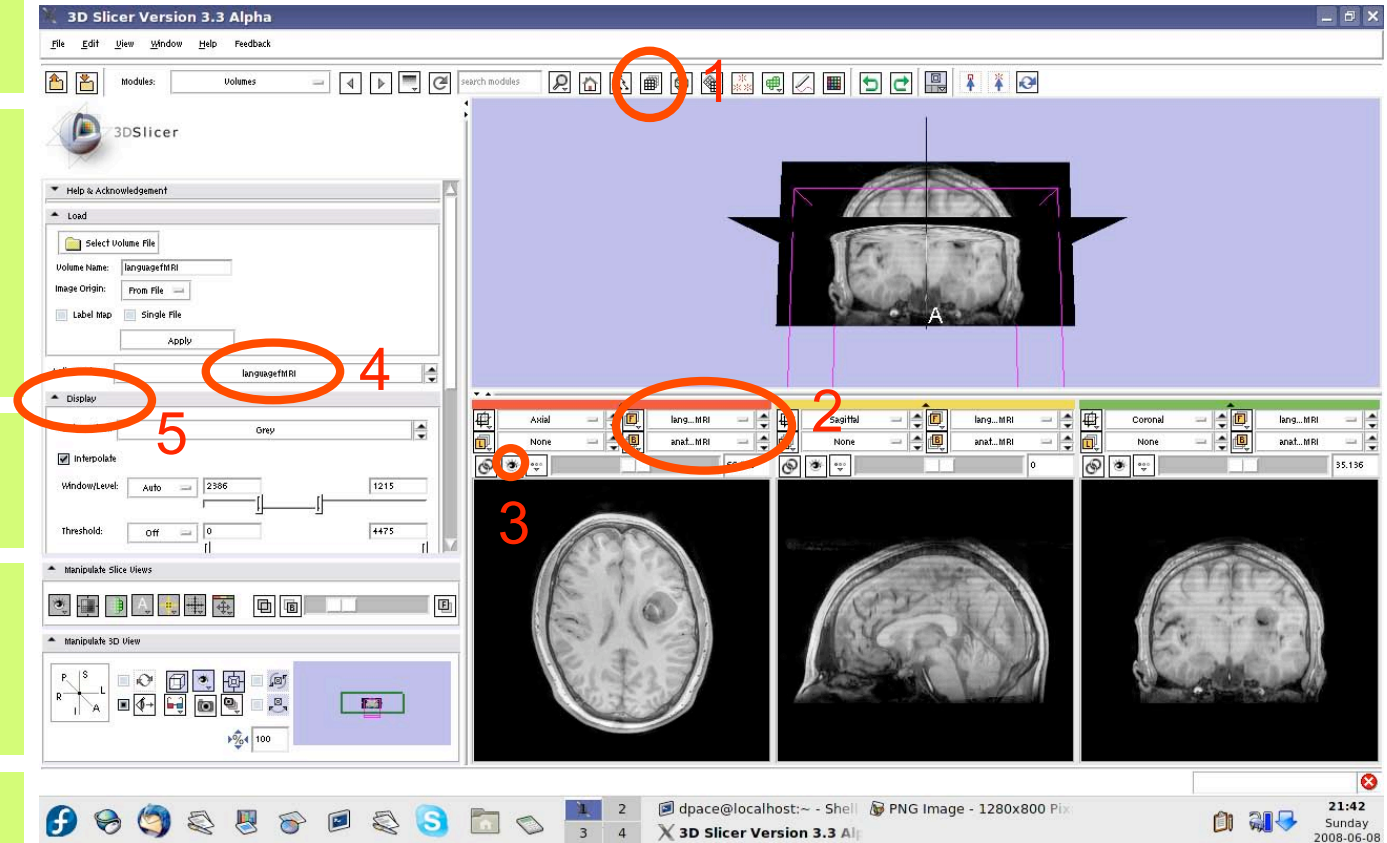 3D Slicer Version 3.3 Alpha
File Edit View Window Help Feedback
1
Modules: Volumes search modules
3DSlicer
Help & Acknowledgement
Load
Select Volume File
Volume Name: languagefMRI
Image Origin: From File
Label Map Single File
Apply
languagefMRI
4
Display
5
Grey
Interpolate
Window/Level: Auto 2386 1215
Threshold: Off 0 4475
Manipulate Slice Views
F
Manipulate 3D View
P S
R L
I A
% 100
A
2
Axial F lang...MRI
L None B anat...MRI
3
Sagittal F lang...MRI
None B anat...MRI
0
Coronal F lang...MRI
L None B anat...MRI
35.136
1 2
3 4
dpace@localhost:~ - Shell
PNG Image - 1280x800 Pix
3D Slicer Version 3.3 Alp
21:42
Sunday
2008-06-08